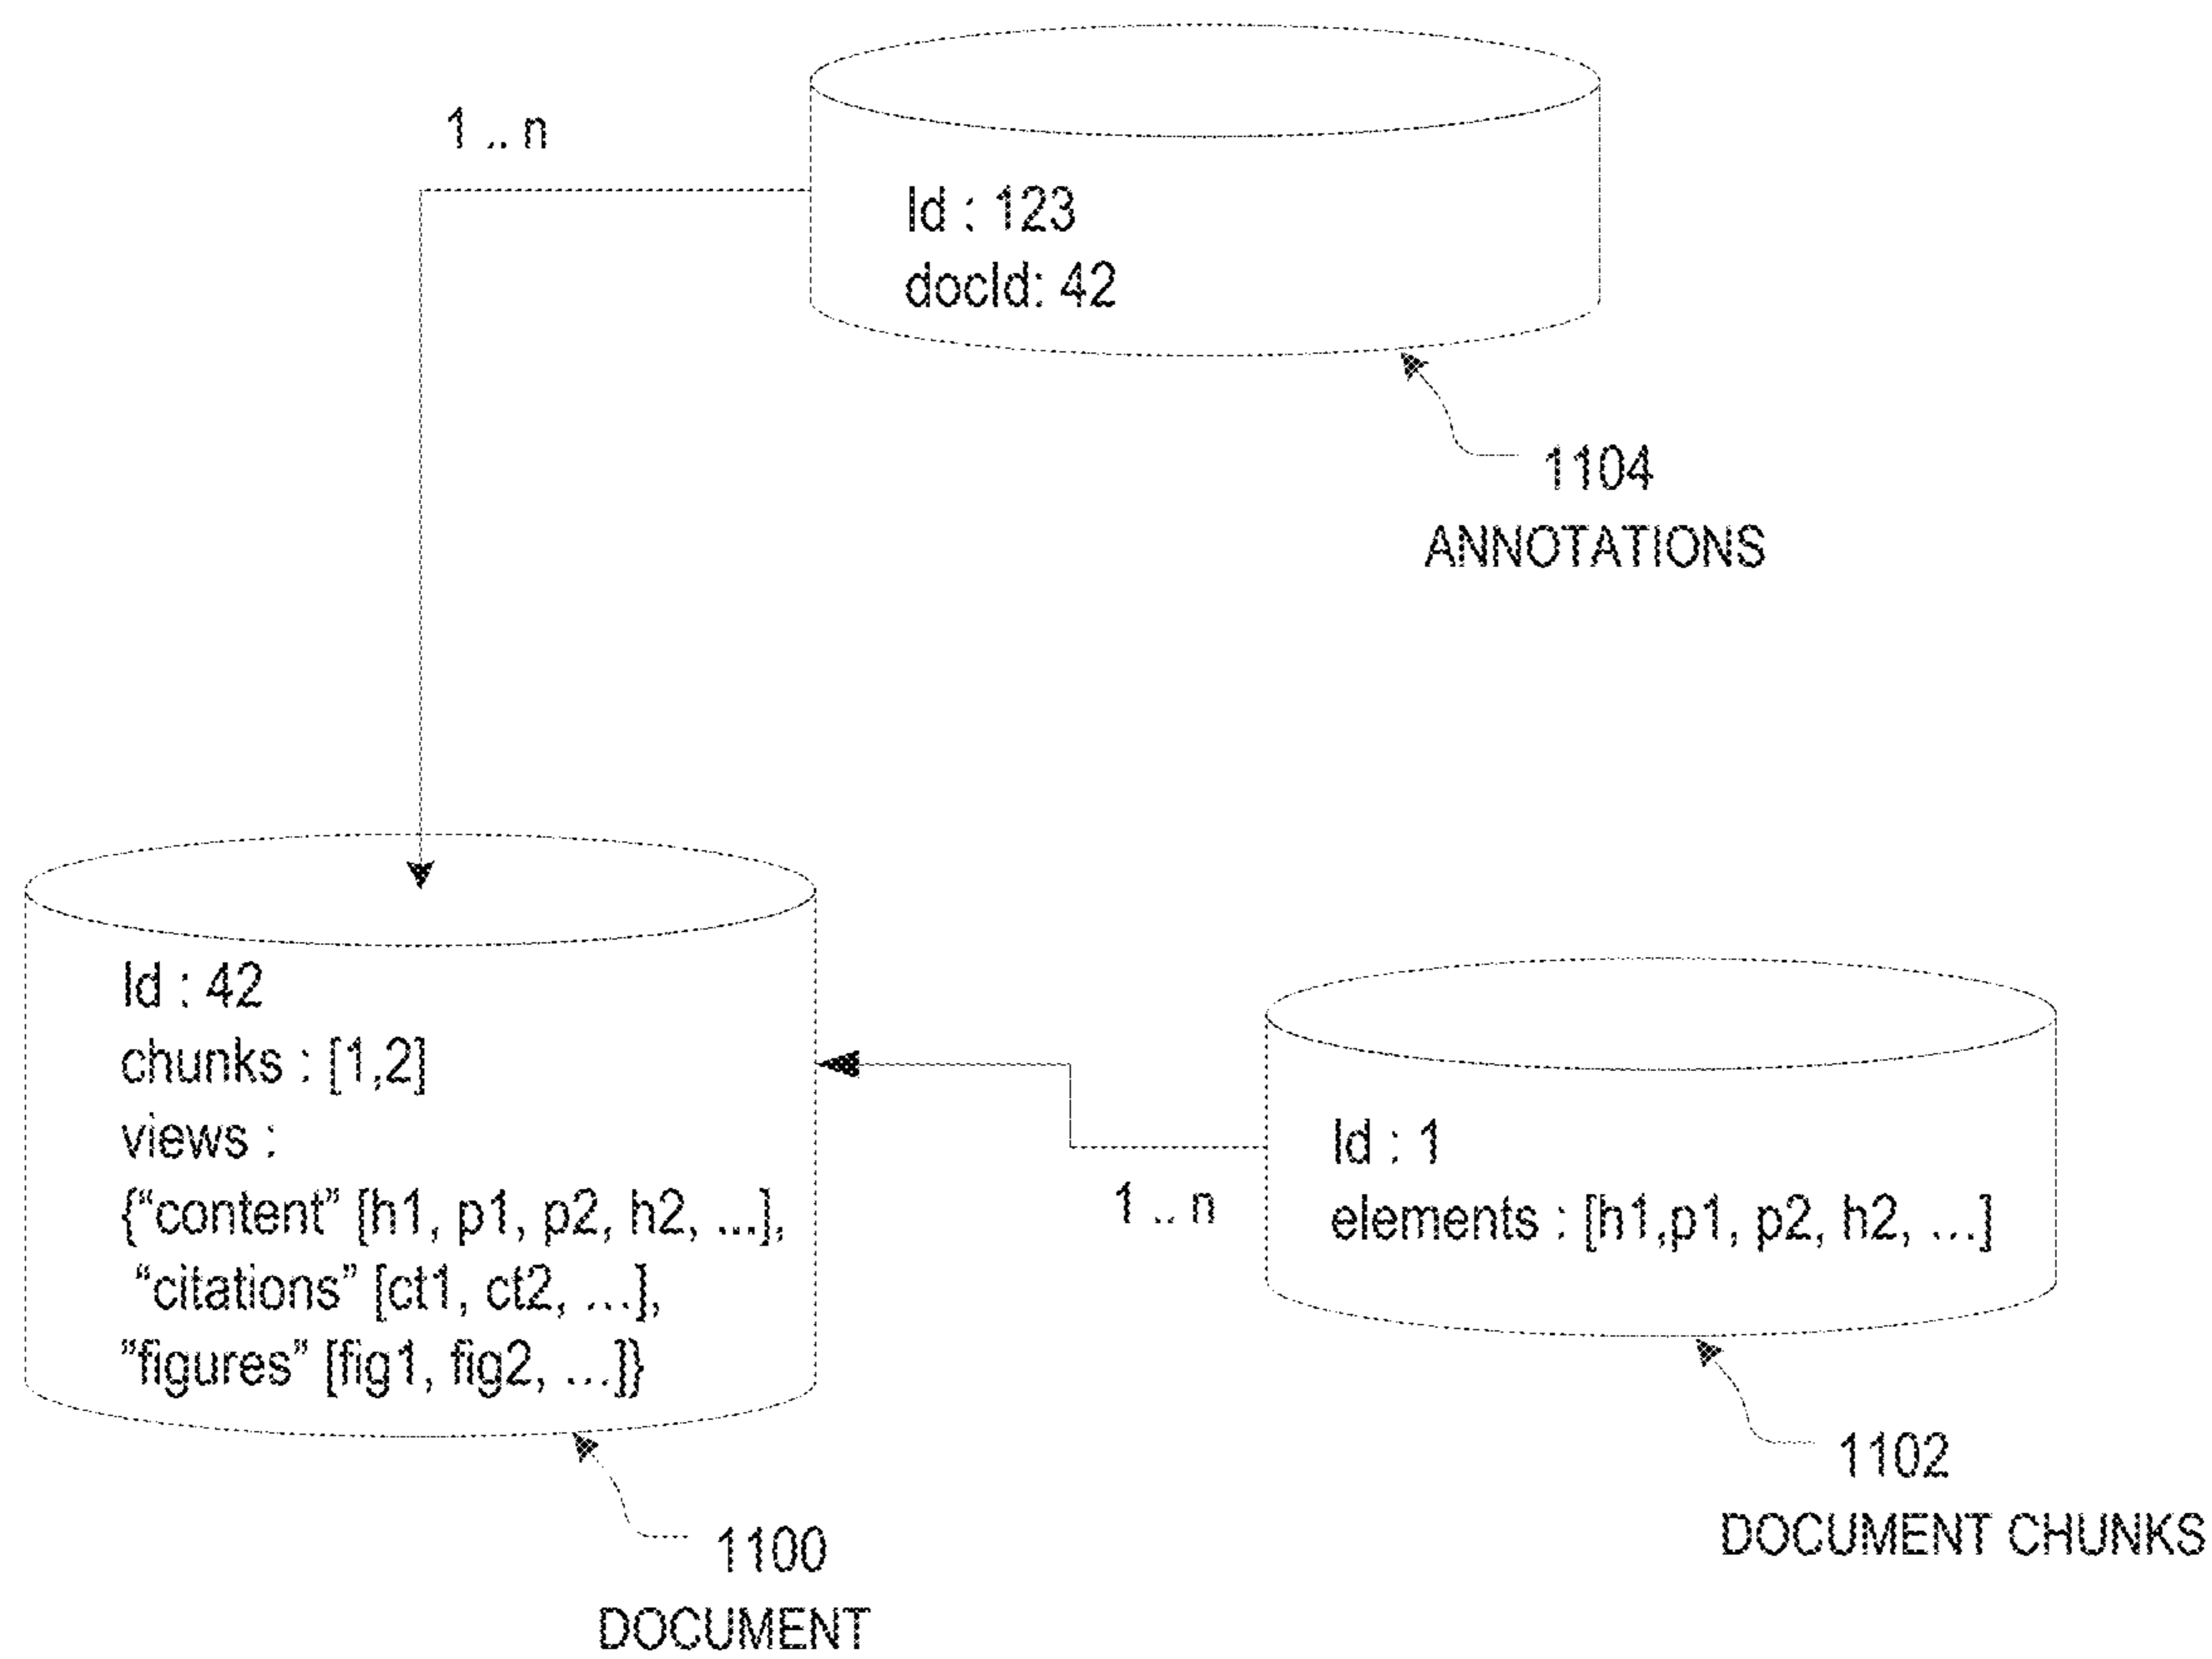 1 .. n
Id : 123
docId: 42
1104
ANNOTATIONS
Id : 42
chunks : [1,2]
views :
{“content” [h1, p1, p2, h2, ...],
“citations” [ct1, ct2, ...],
“figures” [fig1, fig2, ...]}
1 .. n
Id : 1
elements : [h1,p1, p2, h2, ...]
1102
DOCUMENT CHUNKS
1100
DOCUMENT